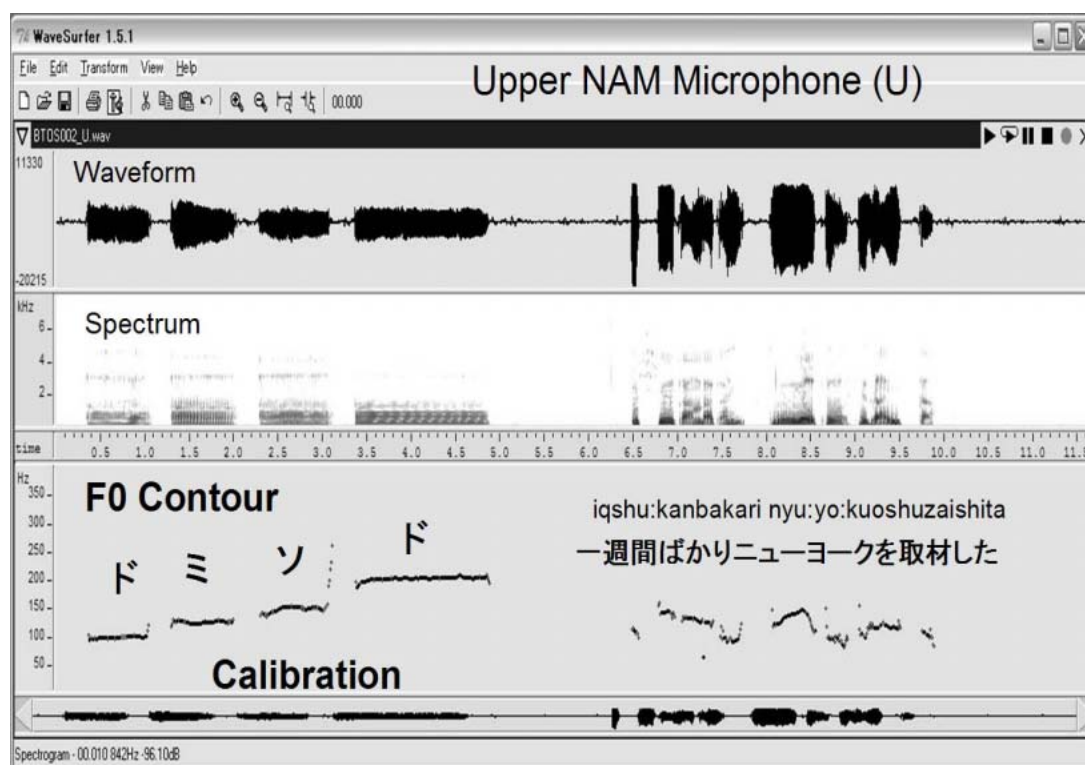 WaveSurfer 1.5.1
File Edit Transform View Help
Upper NAM Microphone (U)
00.000
BTOS002_U.wav
11330
Waveform
-20215
kHz
Spectrum
6
4
2
time 0.5 1.0 1.5 2.0 2.5 3.0 3.5 4.0 4.5 5.0 5.5 6.0 6.5 7.0 7.5 8.0 8.5 9.0 9.5 10.0 10.5 11.0 11.5
Hz
350
F0 Contour
iqshu:kanbakari nyu:yo:kuoshuzaishita
300
ド ミ ソ ド
一週間ばかりニューヨークを取材した
250
200
150
100
50
Calibration
Spectrogram - 00.010 842Hz -96.10dB